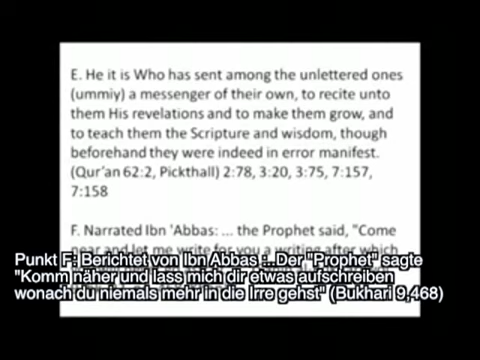 E. He it is Who has sent among the unlettered ones
(ummiy) a messenger of their own, to recite unto
them His revelations and to make them grow, and
to teach them the Scripture and wisdom, though
beforehand they were indeed in error manifest.
(Qur'an 62:2, Pickthall) 2:78, 3:20, 3:75, 7:157,
7:158
F. Narrated Ibn 'Abbas: ... the Prophet said, "Come
near and let me write for you a writing after which
Punkt F: Berichtet von Ibn Abbas :..Der "Prophet" sagte
"Komm näher und lass mich dir etwas aufschreiben
wonach du niemals mehr in die Irre gehst" (Bukhari 9,468)